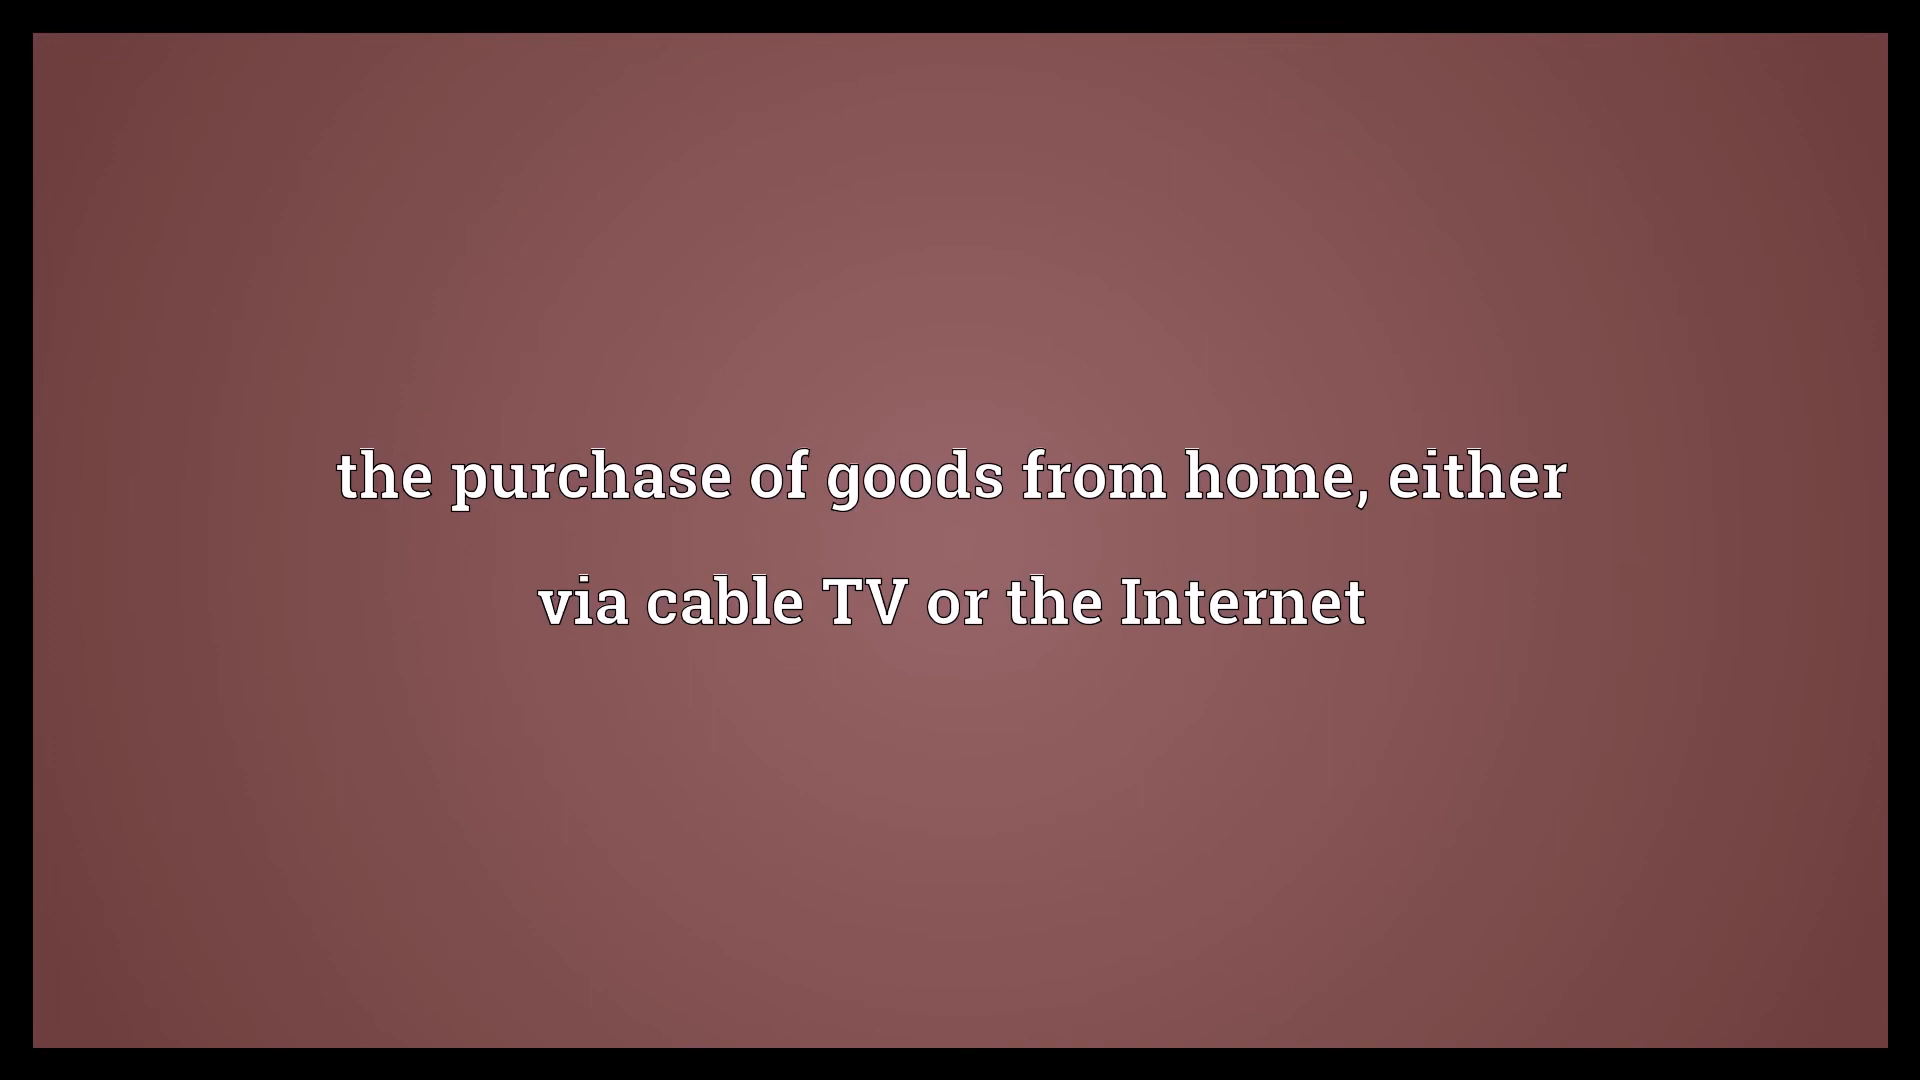 the purchase of goods from home, either
via cable TV or the Internet